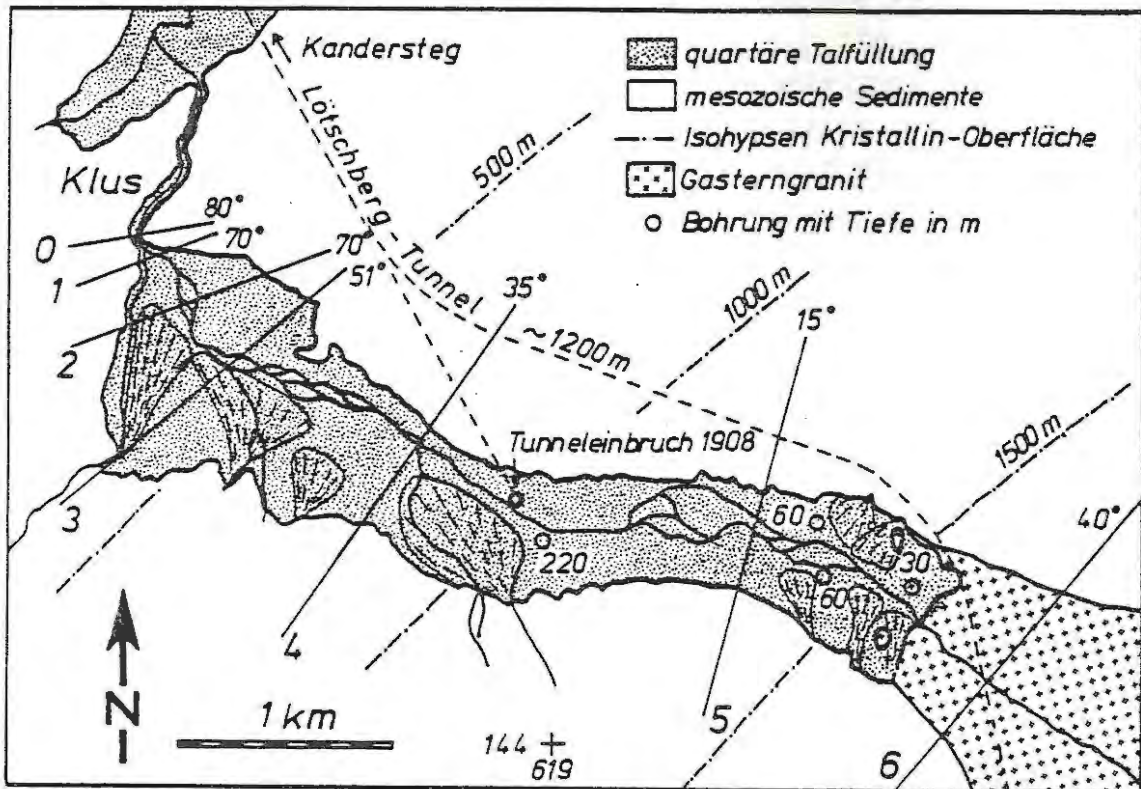 Kandersteg
quartäre Talfüllung
mesozoische Sedimente
Isohypsen Kristallin-Oberfläche
Gasterngranit
Bohrung mit Tiefe in m
Lötschberg-Tunnel
500 m
Klus
80°
0
70°
1
70°
51°
2
35°
1000 m
15°
~1200 m
Tunneleinbruch 1908
1500 m
3
60
40°
220
30
60
4
N
1 km
5
144
619
6